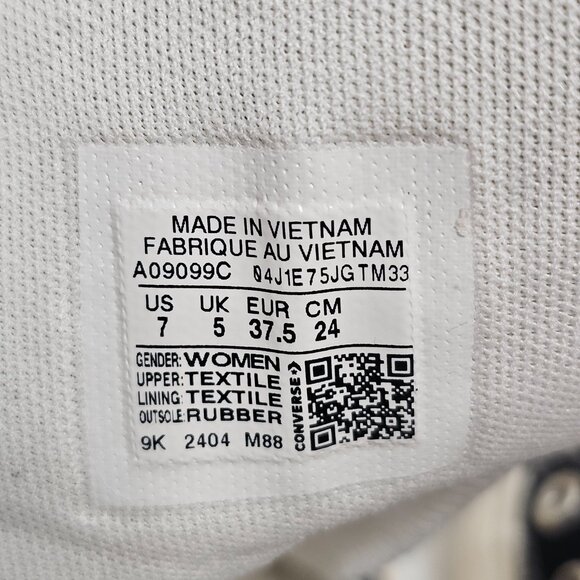 MADE IN VIETNAM
FABRIQUE AU VIETNAM
A09099C 04J1E75JGTM33
US UK EUR CM
7 5 37.5 24
GENDER: WOMEN
UPPER: TEXTILE
LINING: TEXTILE
OUTSOLE: RUBBER
9K 2404 M88
CONVERSE